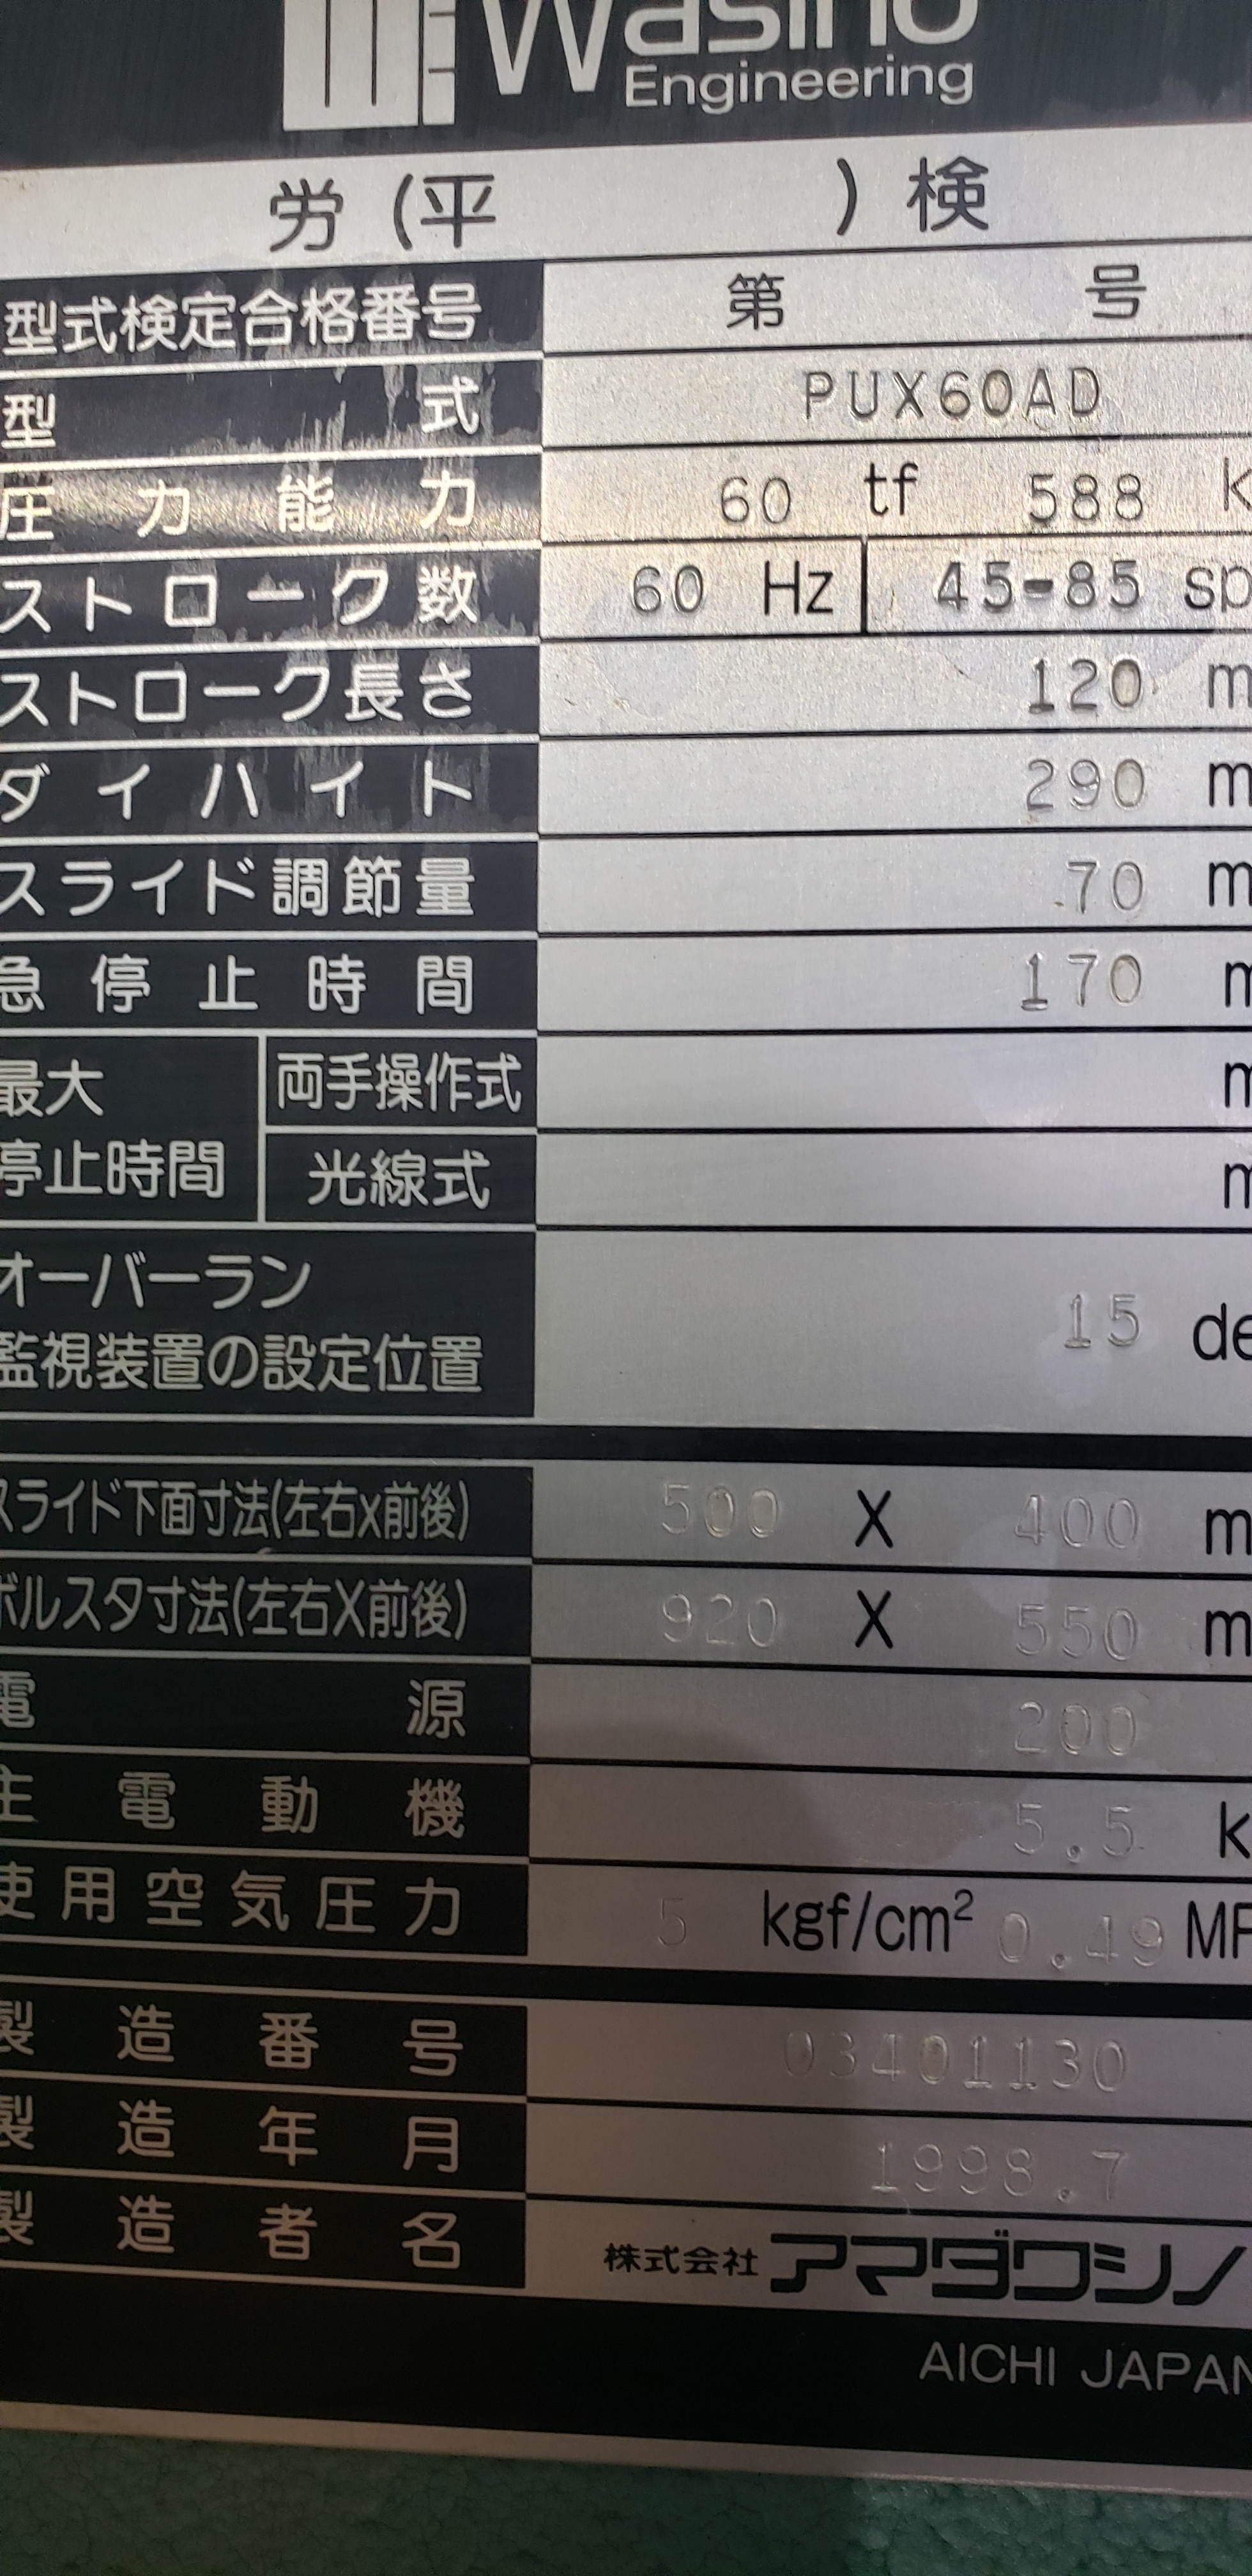 Wasino
Engineering
労 (平 ) 検
型式検定合格番号 第 号
型式 PUX60AD
圧力能力 60 tf 588 k
ストローク数 60 Hz 45-85 sp
ストローク長さ 120 m
ダイハイト 290 m
スライド調節量 70 m
急停止時間 170 m
最大停止時間 両手操作式 m
光線式 m
オーバーラン
監視装置の設定位置 15 de
スライド下面寸法(左右X前後) 500 X 400 m
ボルスタ寸法(左右X前後) 920 X 550 m
電源 200
主電動機 5.5 k
使用空気圧力 5 kgf/cm² 0.49 MP
製造番号 03401130
製造年月 1998.7
製造者名 株式会社 アマダワシノ
AICHI JAPAN